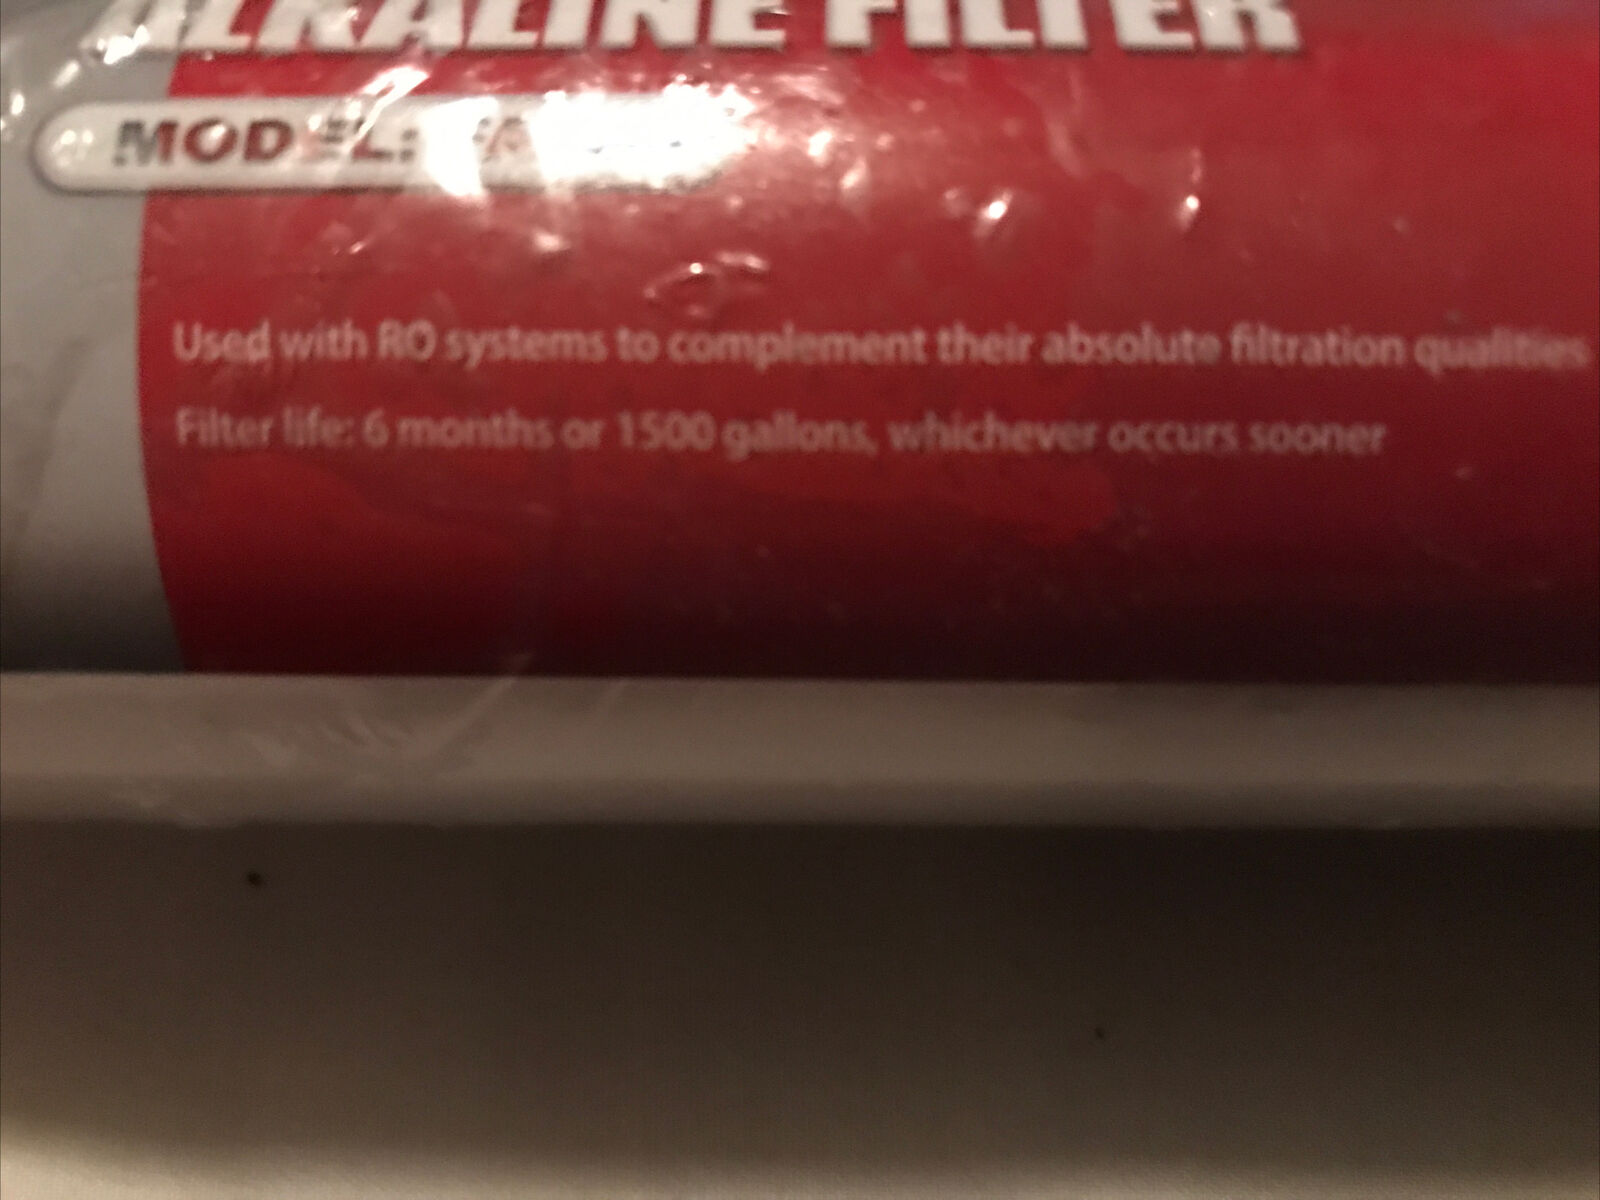 ALKALINE FILTER
MODEL:
Used with RO systems to complement their absolute filtration qualities
Filter life: 6 months or 1500 gallons, whichever occurs sooner